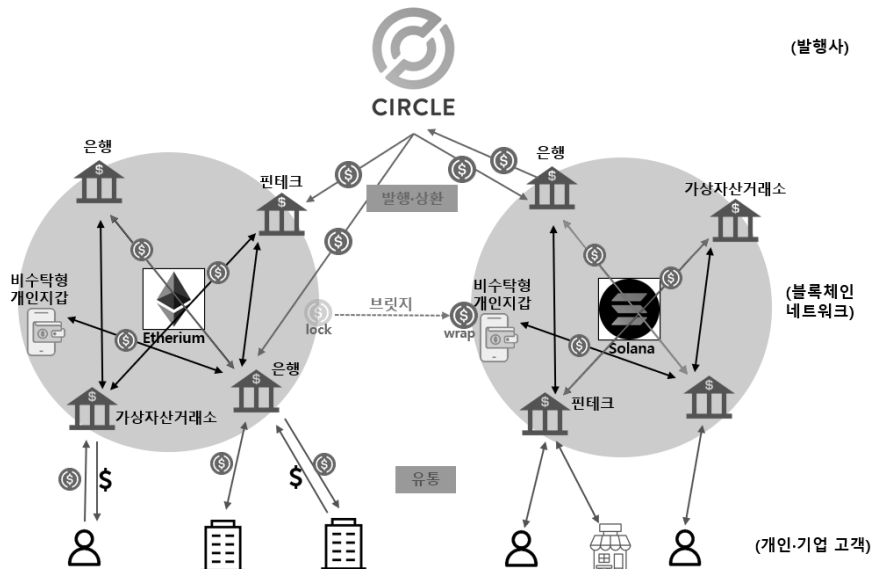 CIRCLE
(발행사)
은행
핀테크
발행·상환
은행
가상자산거래소
비수탁형
개인지갑
Etherium
lock
브릿지
wrap
비수탁형
개인지갑
Solana
(블록체인
네트워크)
은행
가상자산거래소
핀테크
$
$
유통
(개인·기업 고객)